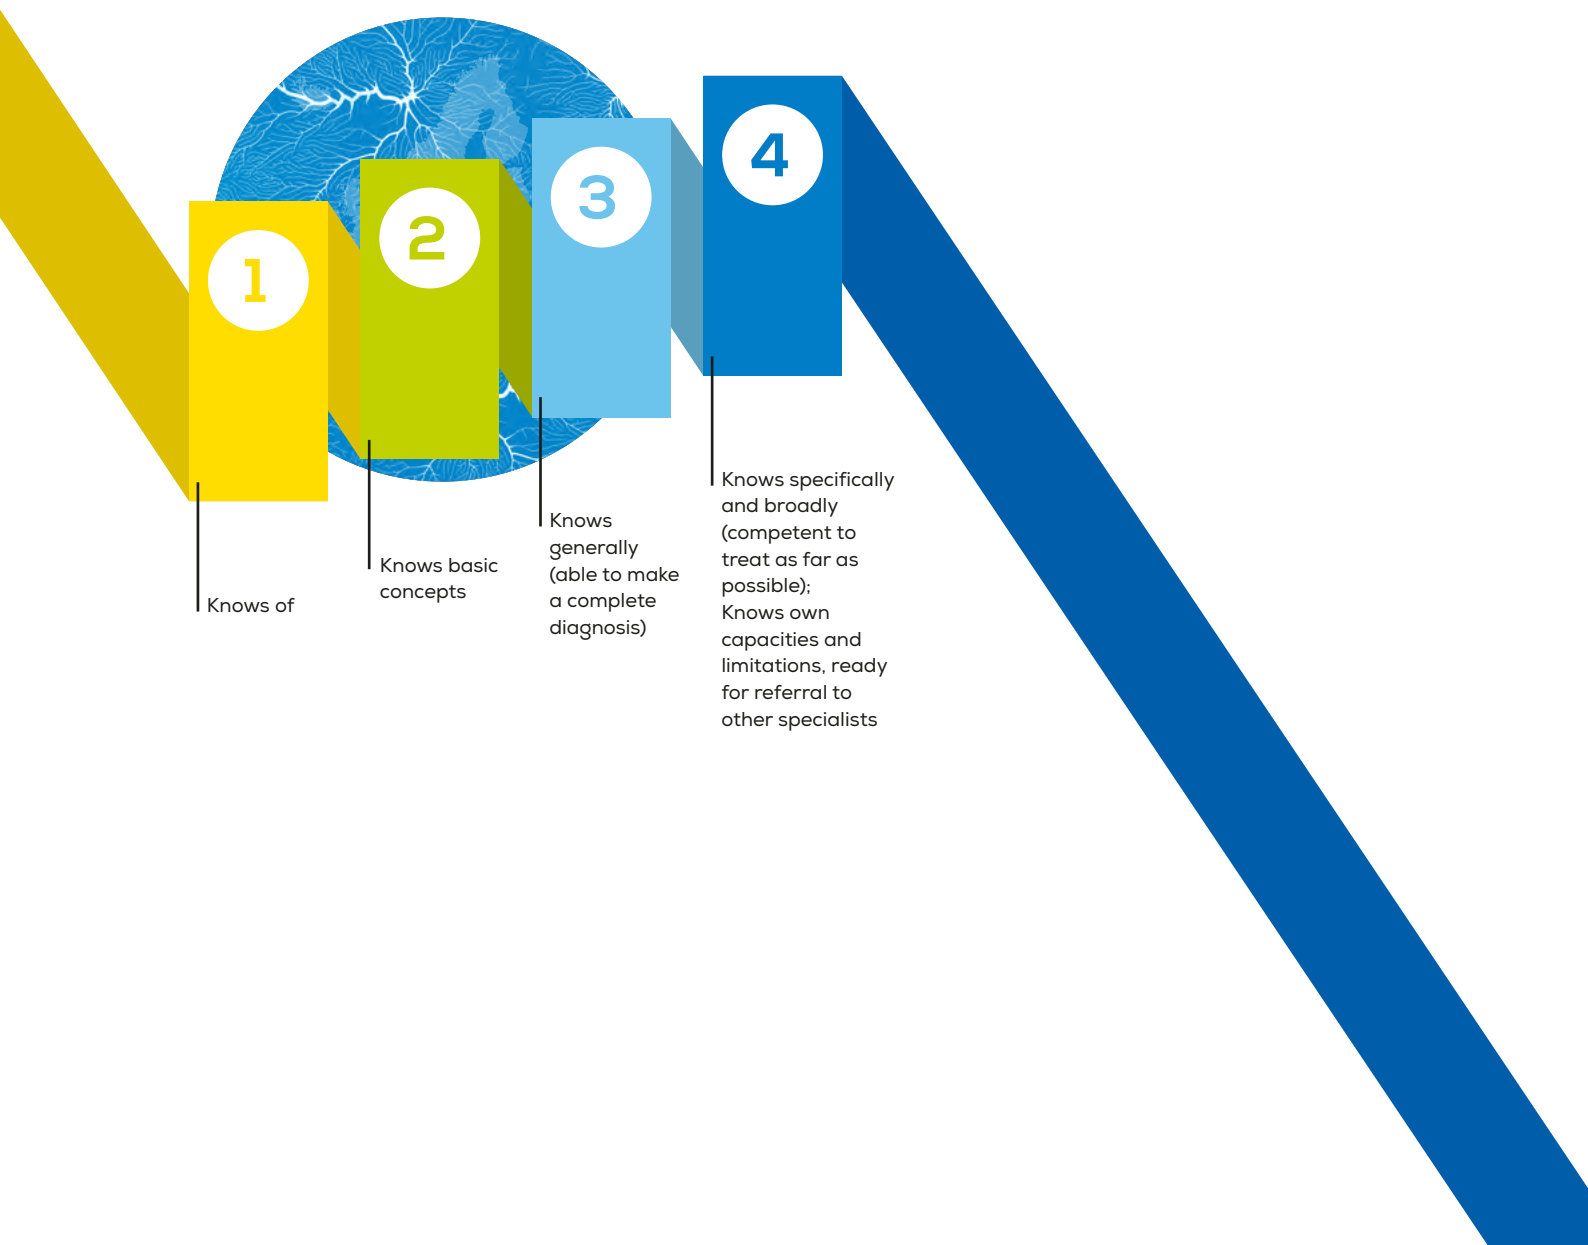 1
Knows of
2
Knows basic
concepts
3
Knows
generally
(able to make
a complete
diagnosis)
4
Knows specifically
and broadly
(competent to
treat as far as
possible);
Knows own
capacities and
limitations, ready
for referral to
other specialists